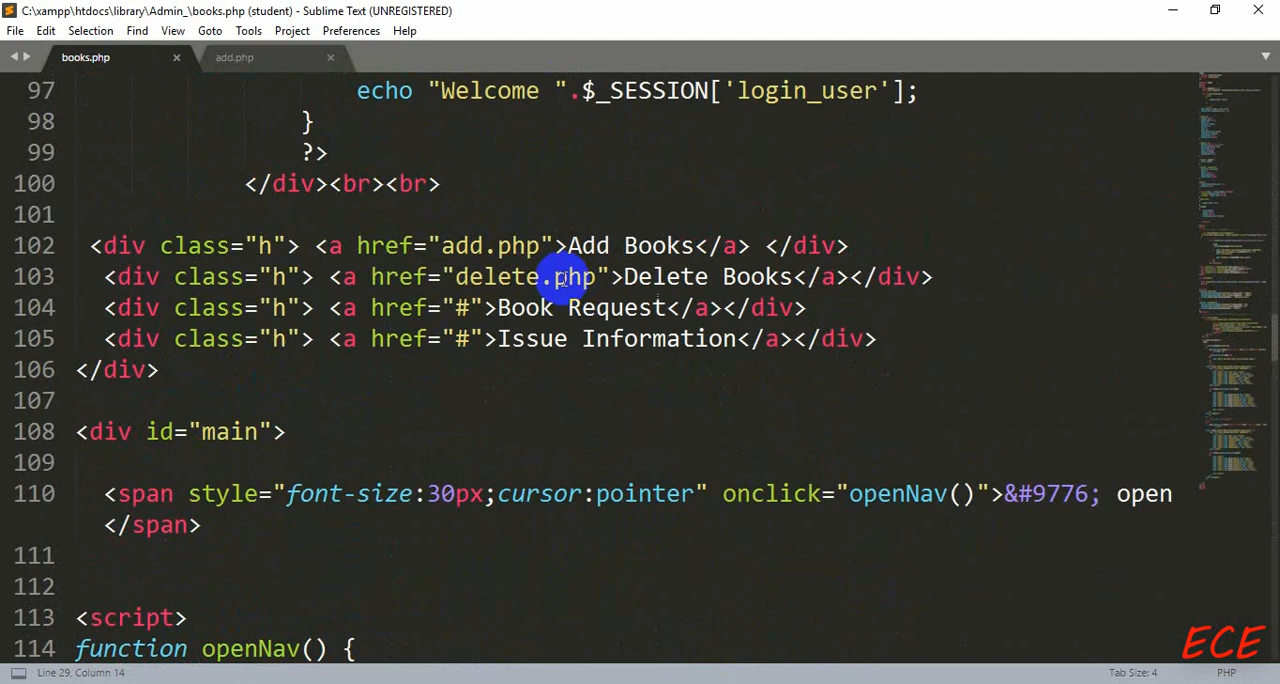 C:\xampp\htdocs\library\Admin_\books.php (student) - Sublime Text (UNREGISTERED)
File Edit Selection Find View Goto Tools Project Preferences Help
books.php × add.php ×
97 echo "Welcome ".$_SESSION['login_user'];
98 }
99 ?>
100 </div><br><br>
101
102 <div class="h"> <a href="add.php">Add Books</a> </div>
103 <div class="h"> <a href="delete.php">Delete Books</a></div>
104 <div class="h"> <a href="#">Book Request</a></div>
105 <div class="h"> <a href="#">Issue Information</a></div>
106 </div>
107
108 <div id="main">
109
110 <span style="font-size:30px;cursor:pointer" onclick="openNav()">&#9776; open
</span>
111
112
113 <script>
114 function openNav() {
ECE
Line 29, Column 14 Tab Size: 4 PHP